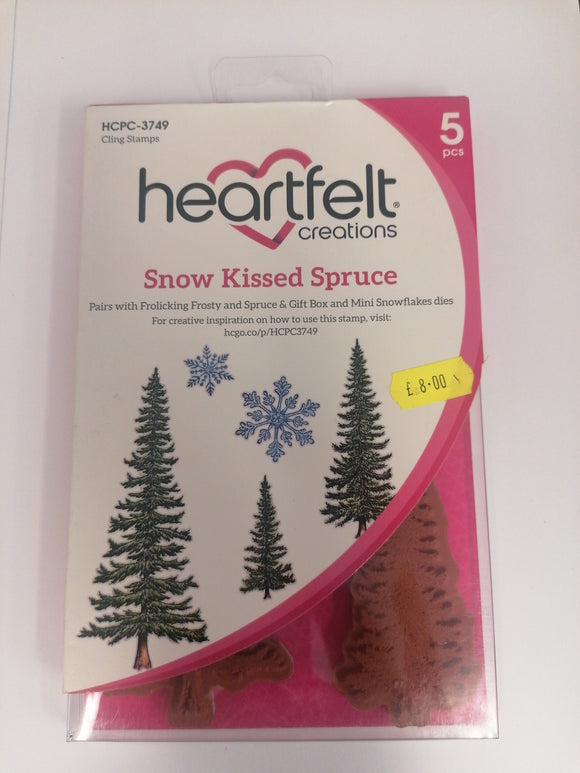 HCPC-3749
Cling Stamps
5
pcs
heartfelt®
creations
Snow Kissed Spruce
Pairs with Frolicking Frosty and Spruce & Gift Box and Mini Snowflakes dies
For creative inspiration on how to use this stamp, visit:
hcgo.co/p/HCPC3749
£8.00